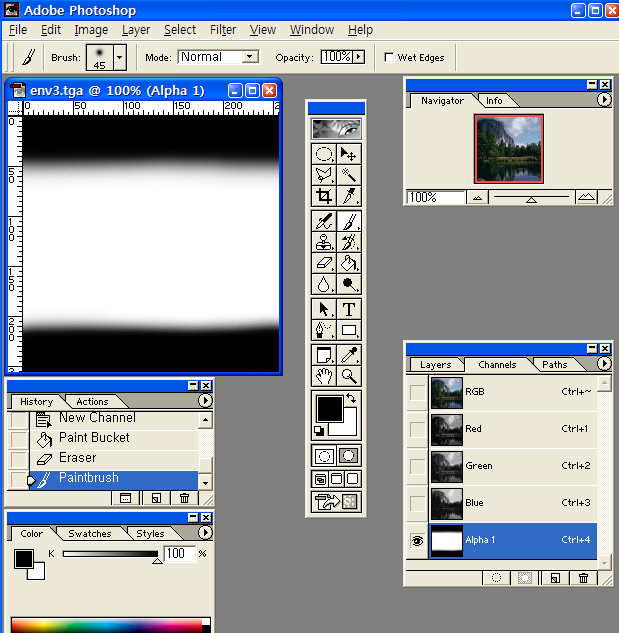 Adobe Photoshop
File Edit Image Layer Select Filter View Window Help
Brush: 45 Mode: Normal Opacity: 100% Wet Edges
env3.tga @ 100% (Alpha 1)
0 50 100 150 200 250
0
50
100
150
200
T
Navigator Info
100%
Layers Channels Paths
RGB Ctrl+~
Red Ctrl+1
Green Ctrl+2
Blue Ctrl+3
Alpha 1 Ctrl+4
History Actions
New Channel
Paint Bucket
Eraser
Paintbrush
Color Swatches Styles
K 100 %